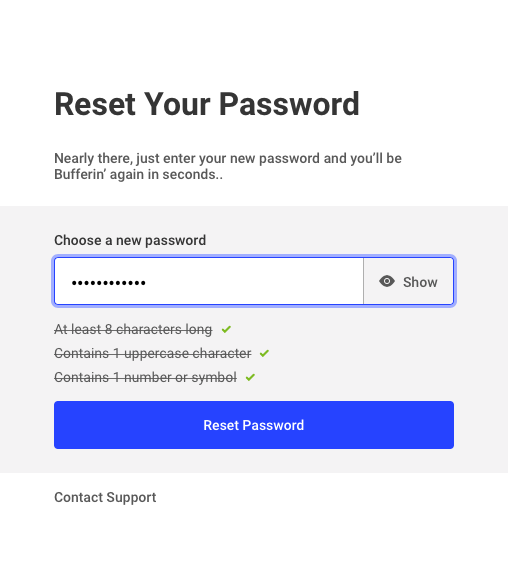 Reset Your Password
Nearly there, just enter your new password and you’ll be
Bufferin’ again in seconds..
Choose a new password
•••••••••••• Show
At least 8 characters long
Contains 1 uppercase character
Contains 1 number or symbol
Reset Password
Contact Support